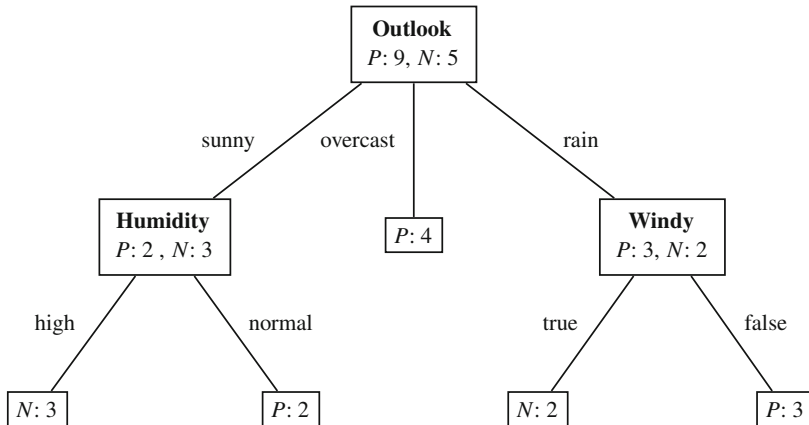 Outlook
P: 9, N: 5
sunny
overcast
rain
Humidity
P: 2 , N: 3
P: 4
Windy
P: 3, N: 2
high
normal
true
false
N: 3
P: 2
N: 2
P: 3